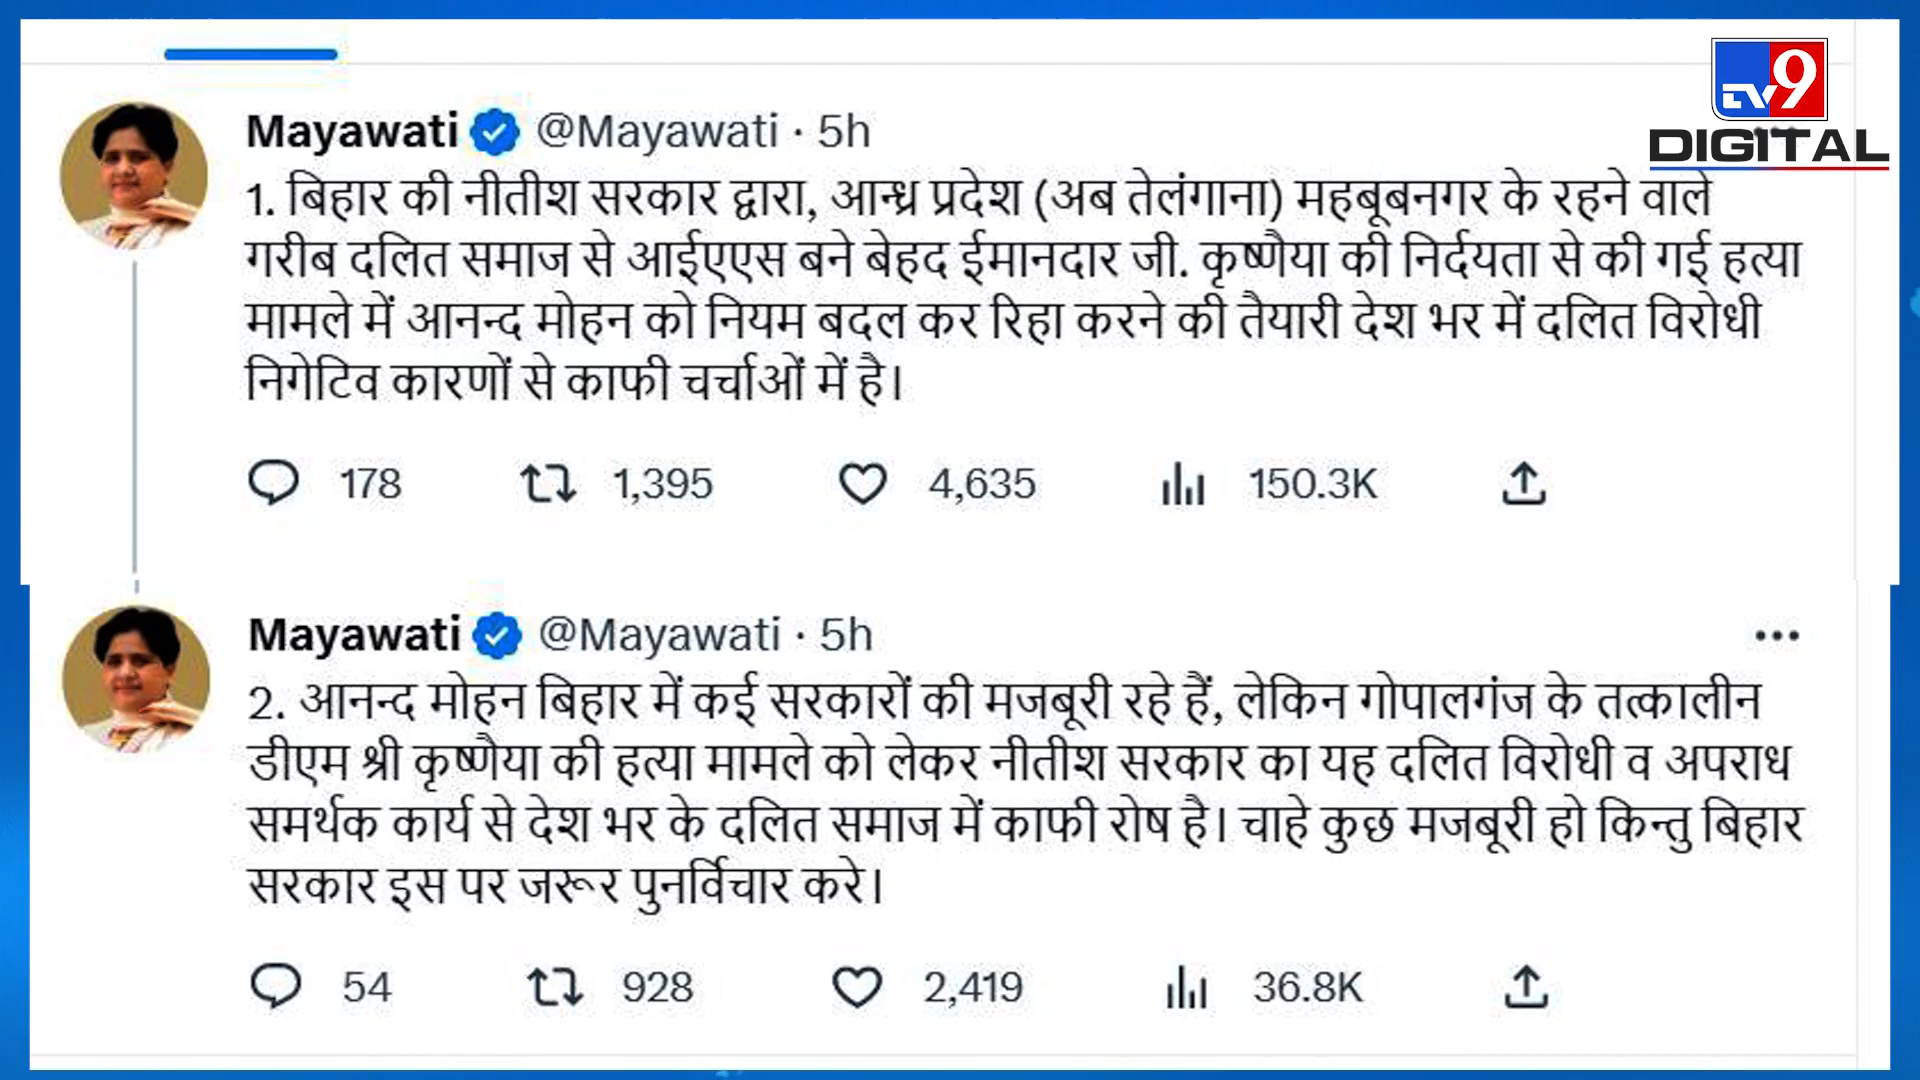 TV9
DIGITAL
Mayawati @Mayawati · 5h
1. बिहार की नीतीश सरकार द्वारा, आन्ध्र प्रदेश (अब तेलंगाना) महबूबनगर के रहने वाले
गरीब दलित समाज से आईएएस बने बेहद ईमानदार जी. कृष्णैया की निर्दयता से की गई हत्या
मामले में आनन्द मोहन को नियम बदल कर रिहा करने की तैयारी देश भर में दलित विरोधी
निगेटिव कारणों से काफी चर्चाओं में है।
178 1,395 4,635 150.3K
Mayawati @Mayawati · 5h
2. आनन्द मोहन बिहार में कई सरकारों की मजबूरी रहे हैं, लेकिन गोपालगंज के तत्कालीन
डीएम श्री कृष्णैया की हत्या मामले को लेकर नीतीश सरकार का यह दलित विरोधी व अपराध
समर्थक कार्य से देश भर के दलित समाज में काफी रोष है। चाहे कुछ मजबूरी हो किन्तु बिहार
सरकार इस पर जरूर पुनर्विचार करे।
54 928 2,419 36.8K